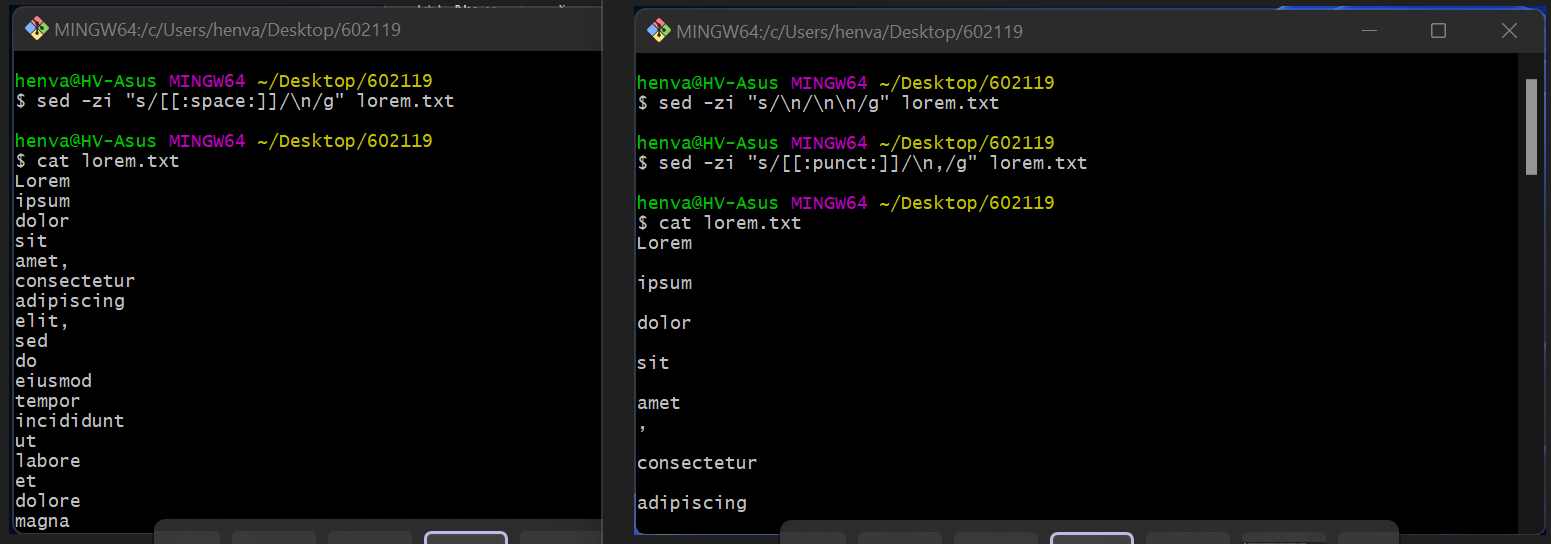 MINGW64:/c/Users/henva/Desktop/602119
henva@HV-Asus MINGW64 ~/Desktop/602119
$ sed -zi "s/[[:space:]]/\n/g" lorem.txt
henva@HV-Asus MINGW64 ~/Desktop/602119
$ cat lorem.txt
Lorem
ipsum
dolor
sit
amet,
consectetur
adipiscing
elit,
sed
do
eiusmod
tempor
incididunt
ut
labore
et
dolore
magna
MINGW64:/c/Users/henva/Desktop/602119
henva@HV-Asus MINGW64 ~/Desktop/602119
$ sed -zi "s/\n/\n\n/g" lorem.txt
henva@HV-Asus MINGW64 ~/Desktop/602119
$ sed -zi "s/[[:punct:]]/\n,/g" lorem.txt
henva@HV-Asus MINGW64 ~/Desktop/602119
$ cat lorem.txt
Lorem
ipsum
dolor
sit
amet
,
consectetur
adipiscing